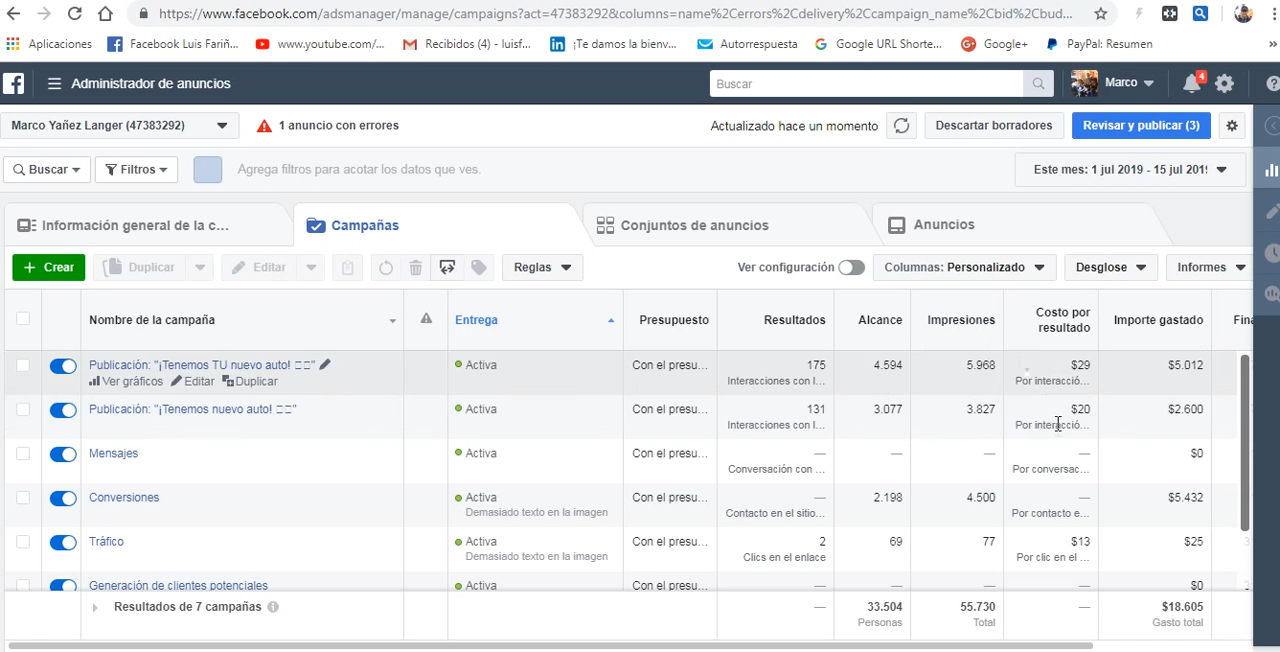 https://www.facebook.com/adsmanager/manage/campaigns?act=47383292&columns=name%2Cerrors%2Cdelivery%2Ccampaign_name%2Cbid%2Cbud...
Aplicaciones Facebook Luis Fariñ... www.youtube.com/... Recibidos (4) - luisf... ¡Te damos la bienv... Autorrespuesta Google URL Shorte... Google+ PayPal: Resumen »
Administrador de anuncios Buscar Marco 4
Marco Yañez Langer (47383292) 1 anuncio con errores Actualizado hace un momento Descartar borradores Revisar y publicar (3)
Buscar Filtros Agrega filtros para acotar los datos que ves. Este mes: 1 jul 2019 - 15 jul 201
Información general de la c... Campañas Conjuntos de anuncios Anuncios
+ Crear Duplicar Editar Reglas Ver configuración Columnas: Personalizado Desglose Informes
Nombre de la campaña Entrega Presupuesto Resultados Alcance Impresiones Costo por resultado Importe gastado Fina
Publicación: "¡Tenemos TU nuevo auto! □□" Activa Con el presu... 175 4.594 5.968 $29 $5.012
Ver gráficos Editar Duplicar Interacciones con l... Por interacció...
Publicación: "¡Tenemos nuevo auto! □□" Activa Con el presu... 131 3.077 3.827 $20 $2.600
Interacciones con l... Por interacció...
Mensajes Activa Con el presu... — — — — $0
Conversación con ... Por conversac...
Conversiones Activa Con el presu... — 2.198 4.500 — $5.432
Demasiado texto en la imagen Contacto en el sitio... Por contacto e...
Tráfico Activa Con el presu... 2 69 77 $13 $25
Demasiado texto en la imagen Clics en el enlace Por clic en el ...
Generación de clientes potenciales Activa Con el presu... — — — — $0
Resultados de 7 campañas — 33.504 55.730 — $18.605
Personas Total Gasto total